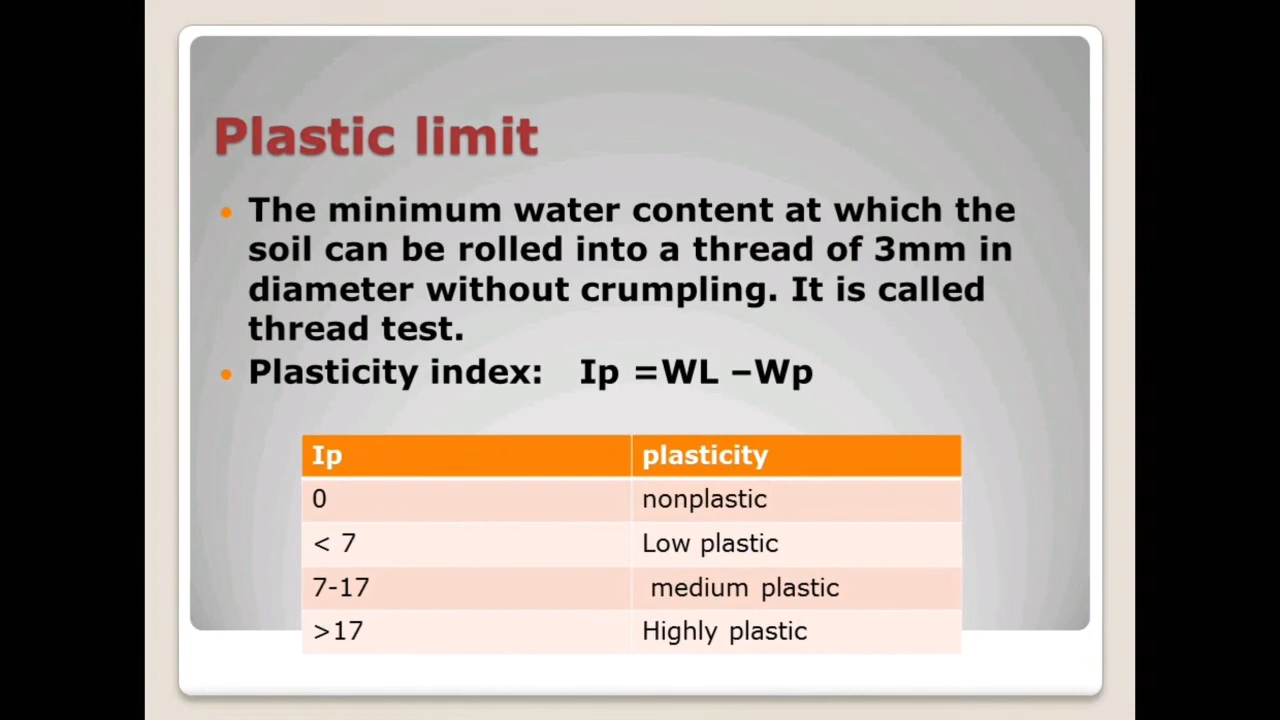 Plastic limit
• The minimum water content at which the
soil can be rolled into a thread of 3mm in
diameter without crumpling. It is called
thread test.
• Plasticity index: Ip =WL –Wp
Ip plasticity
0 nonplastic
< 7 Low plastic
7-17 medium plastic
>17 Highly plastic